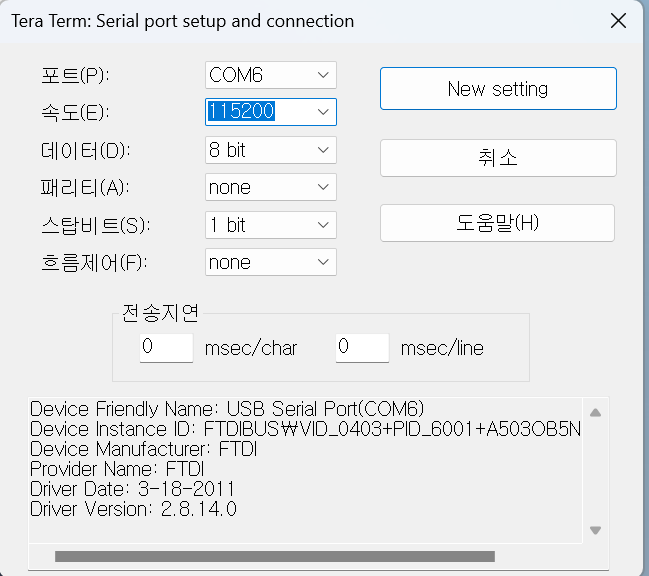 Tera Term: Serial port setup and connection
포트(P): COM6
New setting
속도(E): 115200
데이터(D): 8 bit
취소
패리티(A): none
스탑비트(S): 1 bit
도움말(H)
흐름제어(F): none
전송지연
0 msec/char 0 msec/line
Device Friendly Name: USB Serial Port(COM6)
Device Instance ID: FTDIBUS₩VID_0403+PID_6001+A503OB5N
Device Manufacturer: FTDI
Provider Name: FTDI
Driver Date: 3-18-2011
Driver Version: 2.8.14.0